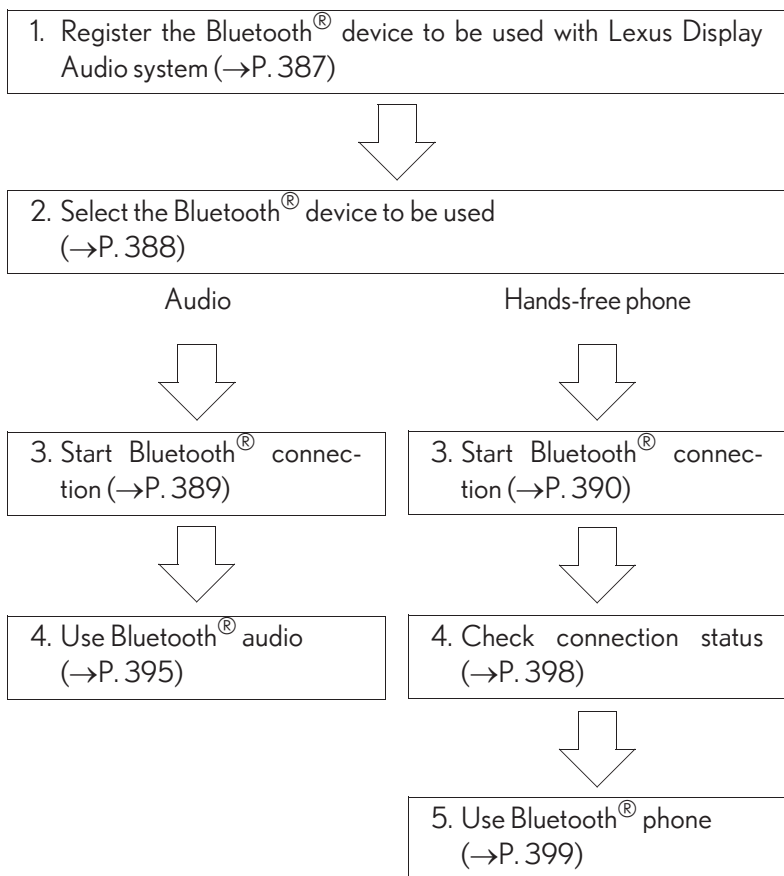 1. Register the Bluetooth® device to be used with Lexus Display
Audio system (→P. 387)
2. Select the Bluetooth® device to be used
(→P. 388)
Audio
Hands-free phone
3. Start Bluetooth® connec-
tion (→P. 389)
3. Start Bluetooth® connec-
tion (→P. 390)
4. Use Bluetooth® audio
(→P. 395)
4. Check connection status
(→P. 398)
5. Use Bluetooth® phone
(→P. 399)